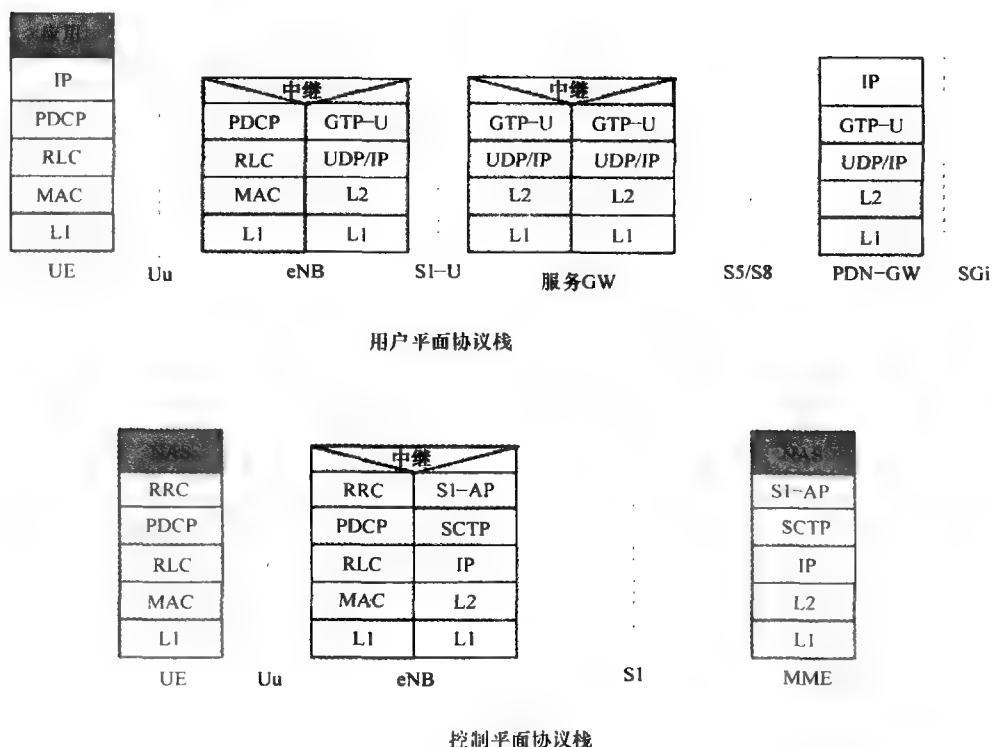 应用
IP
PDCP
RLC
MAC
L1
UE
Uu
中继
PDCP GTP-U
RLC UDP/IP
MAC L2
L1 L1
eNB
S1-U
中继
GTP-U GTP-U
UDP/IP UDP/IP
L2 L2
L1 L1
服务GW
S5/S8
IP
GTP-U
UDP/IP
L2
L1
PDN-GW
SGi
用户平面协议栈
NAS
RRC
PDCP
RLC
MAC
L1
UE
Uu
中继
RRC S1-AP
PDCP SCTP
RLC IP
MAC L2
L1 L1
eNB
S1
NAS
S1-AP
SCTP
IP
L2
L1
MME
控制平面协议栈